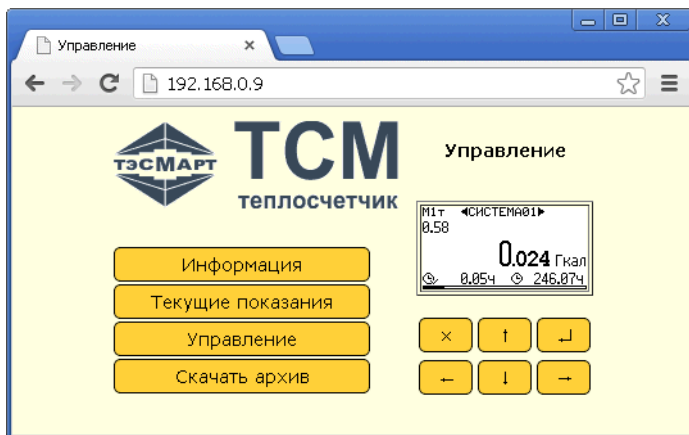 Управление
192.168.0.9
ТЭСМАРТ
ТСМ
теплосчетчик
Управление
М1т ◄СИСТЕМА01►
0.58
0.024 Гкал
0.05ч 246.07ч
Информация
Текущие показания
Управление
Скачать архив